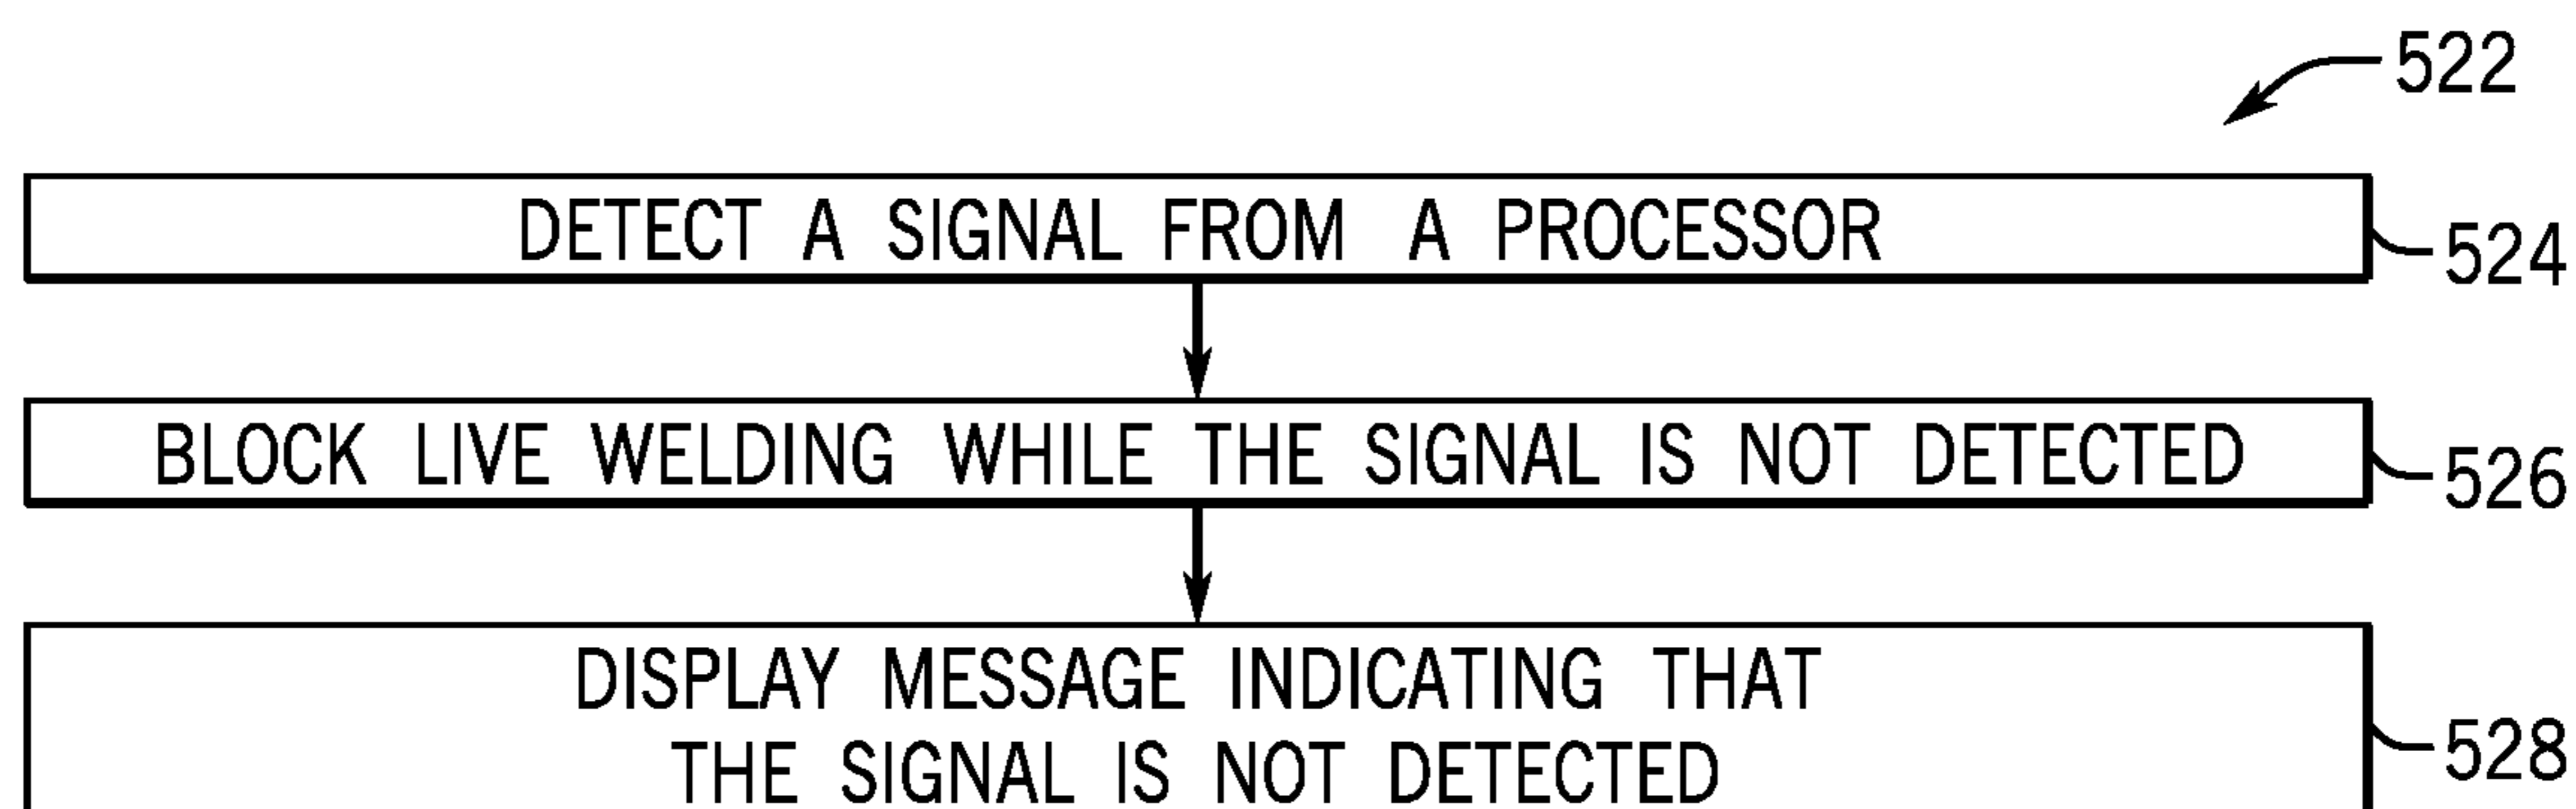 522
DETECT A SIGNAL FROM A PROCESSOR
524
BLOCK LIVE WELDING WHILE THE SIGNAL IS NOT DETECTED
526
DISPLAY MESSAGE INDICATING THAT
THE SIGNAL IS NOT DETECTED
528